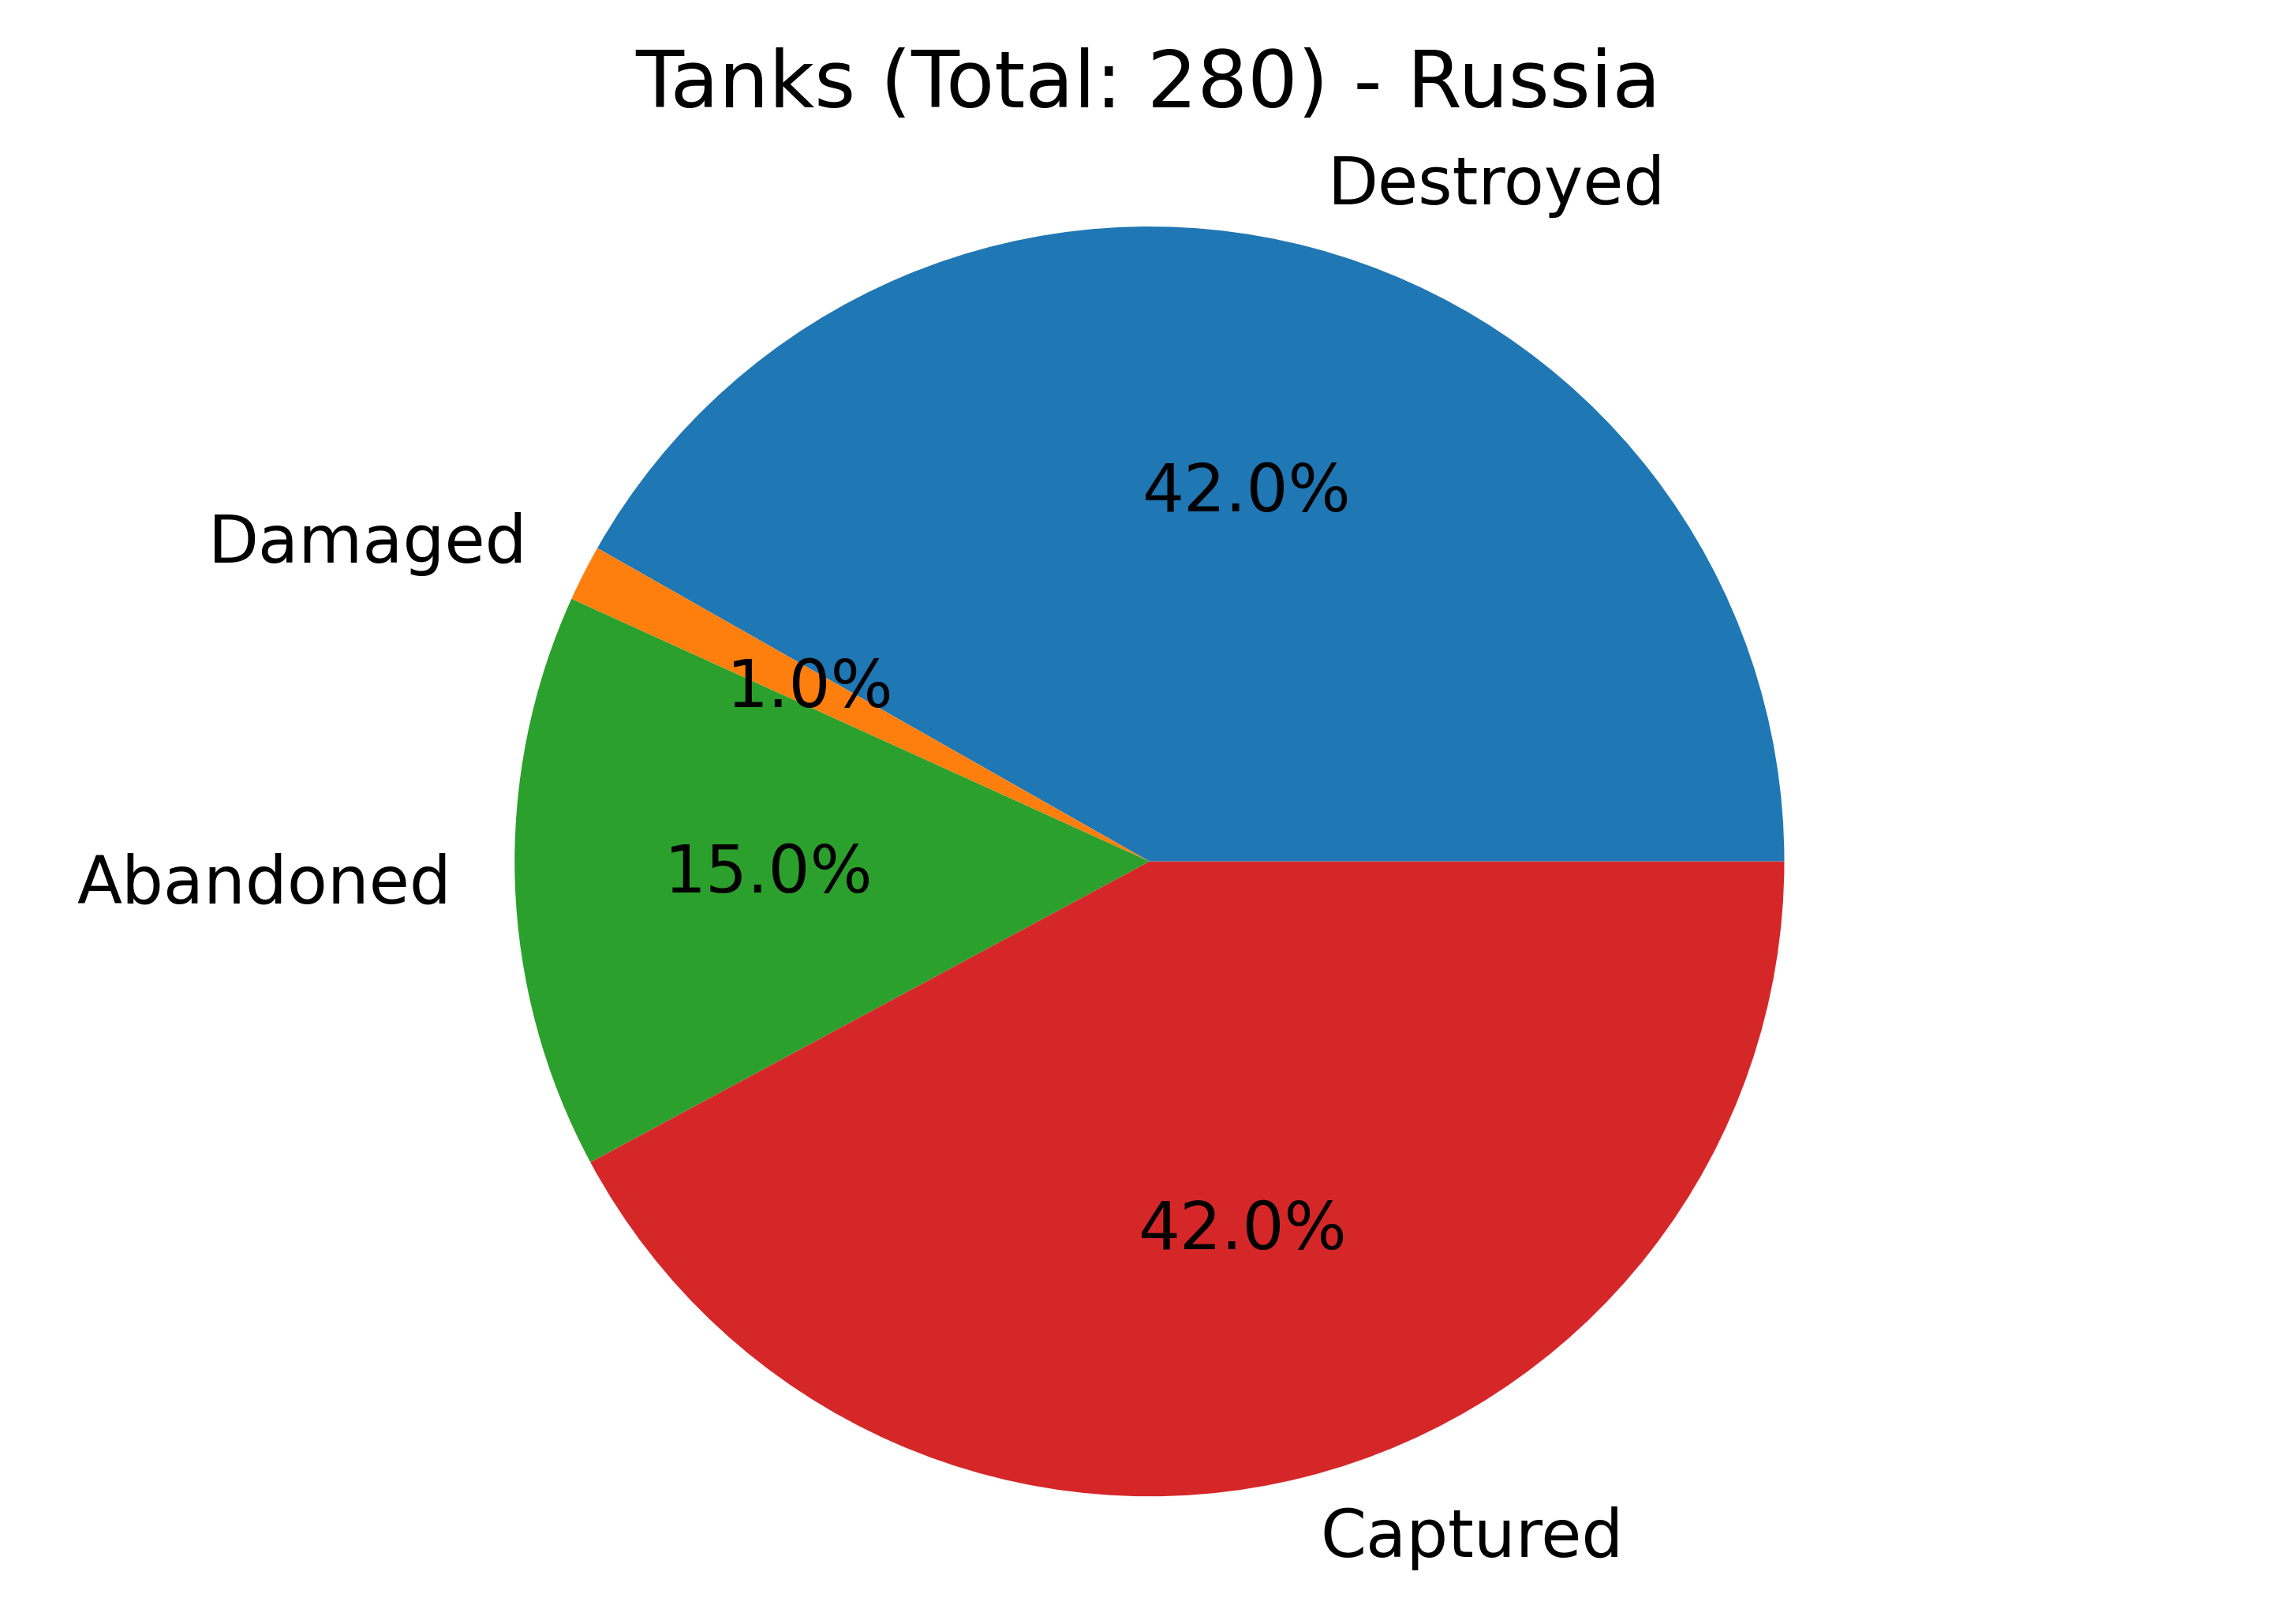 Tanks (Total: 280) - Russia
Destroyed
42.0%
Damaged
1.0%
15.0%
Abandoned
42.0%
Captured